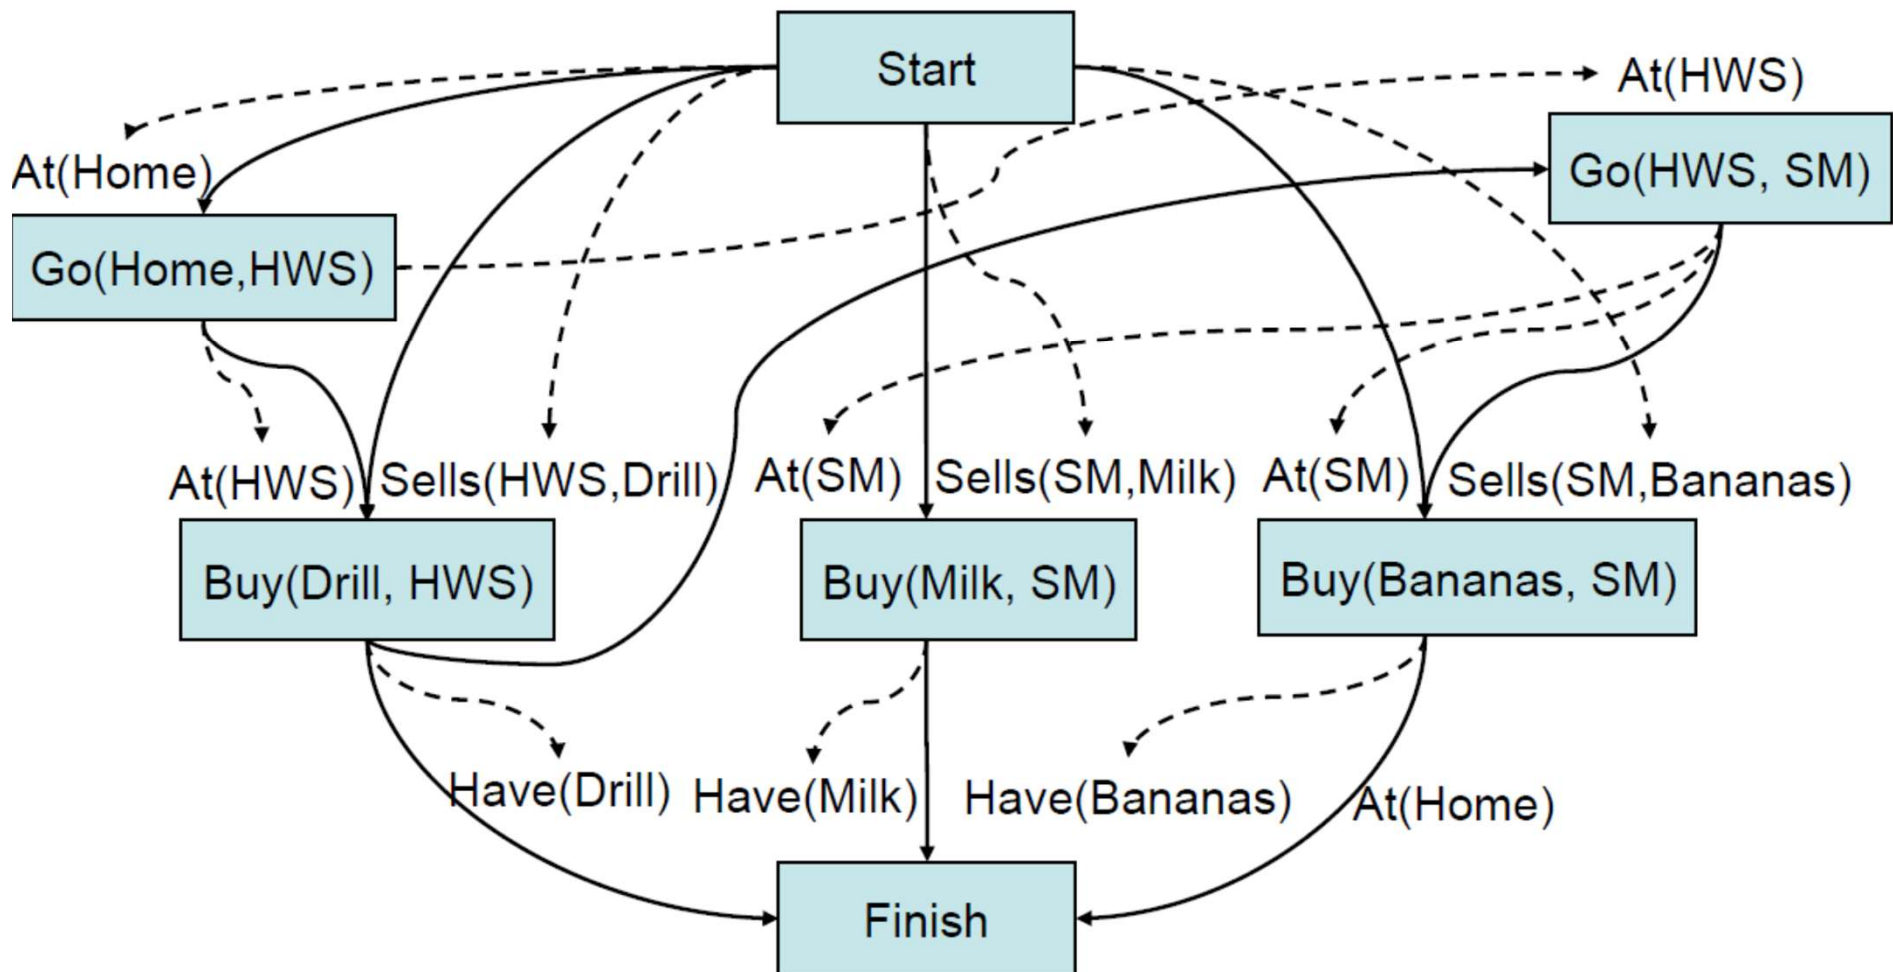 Start
At(HWS)
At(Home)
Go(HWS, SM)
Go(Home,HWS)
At(HWS)
Sells(HWS,Drill)
At(SM)
Sells(SM,Milk)
At(SM)
Sells(SM,Bananas)
Buy(Drill, HWS)
Buy(Milk, SM)
Buy(Bananas, SM)
Have(Drill)
Have(Milk)
Have(Bananas)
At(Home)
Finish